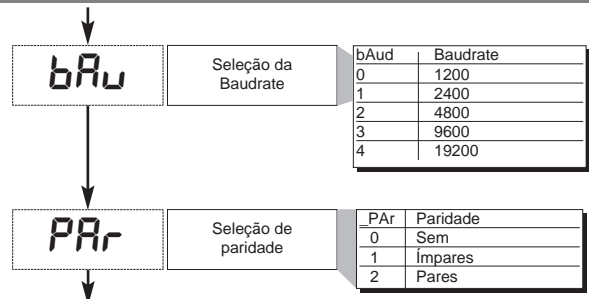 bAu
Seleção da
Baudrate
bAud Baudrate
0 1200
1 2400
2 4800
3 9600
4 19200
PAr
Seleção de
paridade
_PAr Paridade
0 Sem
1 Ímpares
2 Pares